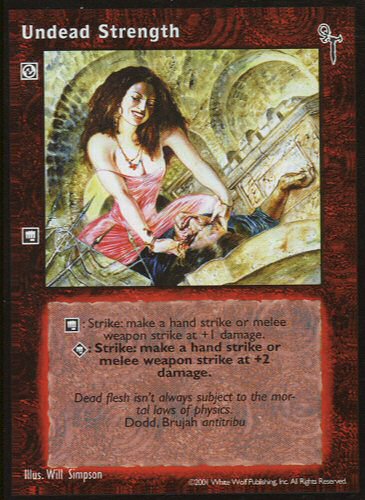 Undead Strength
: Strike: make a hand strike or melee
weapon strike at +1 damage.
: Strike: make a hand strike or
melee weapon strike at +2
damage.
Dead flesh isn't always subject to the mor-
tal laws of physics.
Dodd, Brujah antitribu
Illus. Will Simpson
©2001 White Wolf Publishing, Inc. All Rights Reserved.